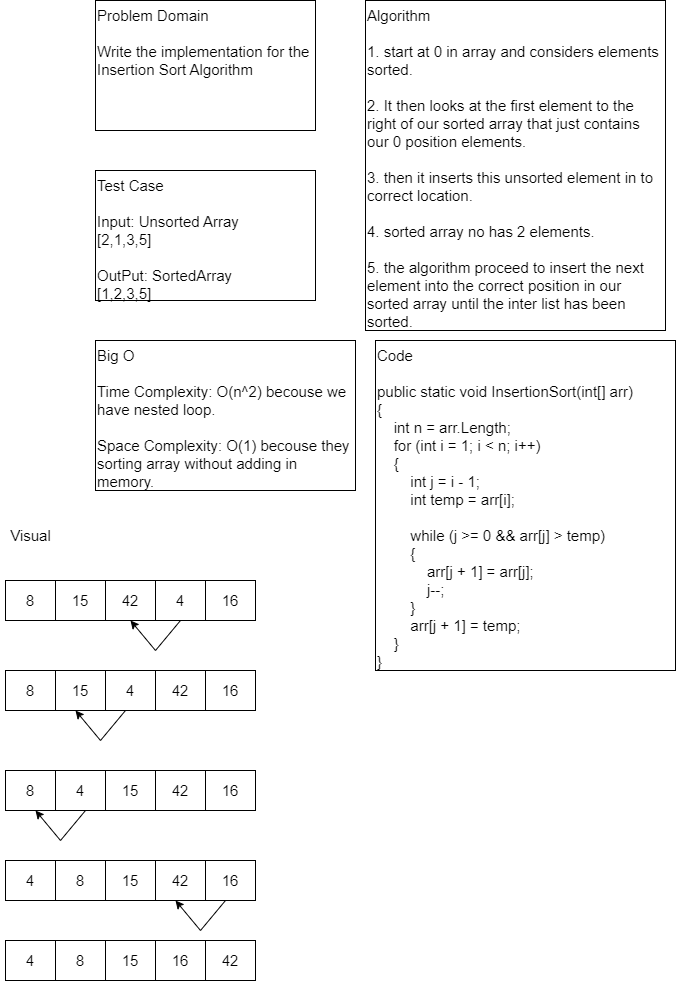 Problem Domain
Write the implementation for the
Insertion Sort Algorithm
Algorithm
1. start at 0 in array and considers elements
sorted.
2. It then looks at the first element to the
right of our sorted array that just contains
our 0 position elements.
3. then it inserts this unsorted element in to
correct location.
4. sorted array no has 2 elements.
5. the algorithm proceed to insert the next
element into the correct position in our
sorted array until the inter list has been
sorted.
Test Case
Input: Unsorted Array
[2,1,3,5]
OutPut: SortedArray
[1,2,3,5]
Big O
Time Complexity: O(n^2) becouse we
have nested loop.
Space Complexity: O(1) becouse they
sorting array without adding in
memory.
Code
public static void InsertionSort(int[] arr)
{
int n = arr.Length;
for (int i = 1; i < n; i++)
{
int j = i - 1;
int temp = arr[i];
while (j >= 0 && arr[j] > temp)
{
arr[j + 1] = arr[j];
j--;
}
arr[j + 1] = temp;
}
}
Visual
8 15 42 4 16
8 15 4 42 16
8 4 15 42 16
4 8 15 42 16
4 8 15 16 42